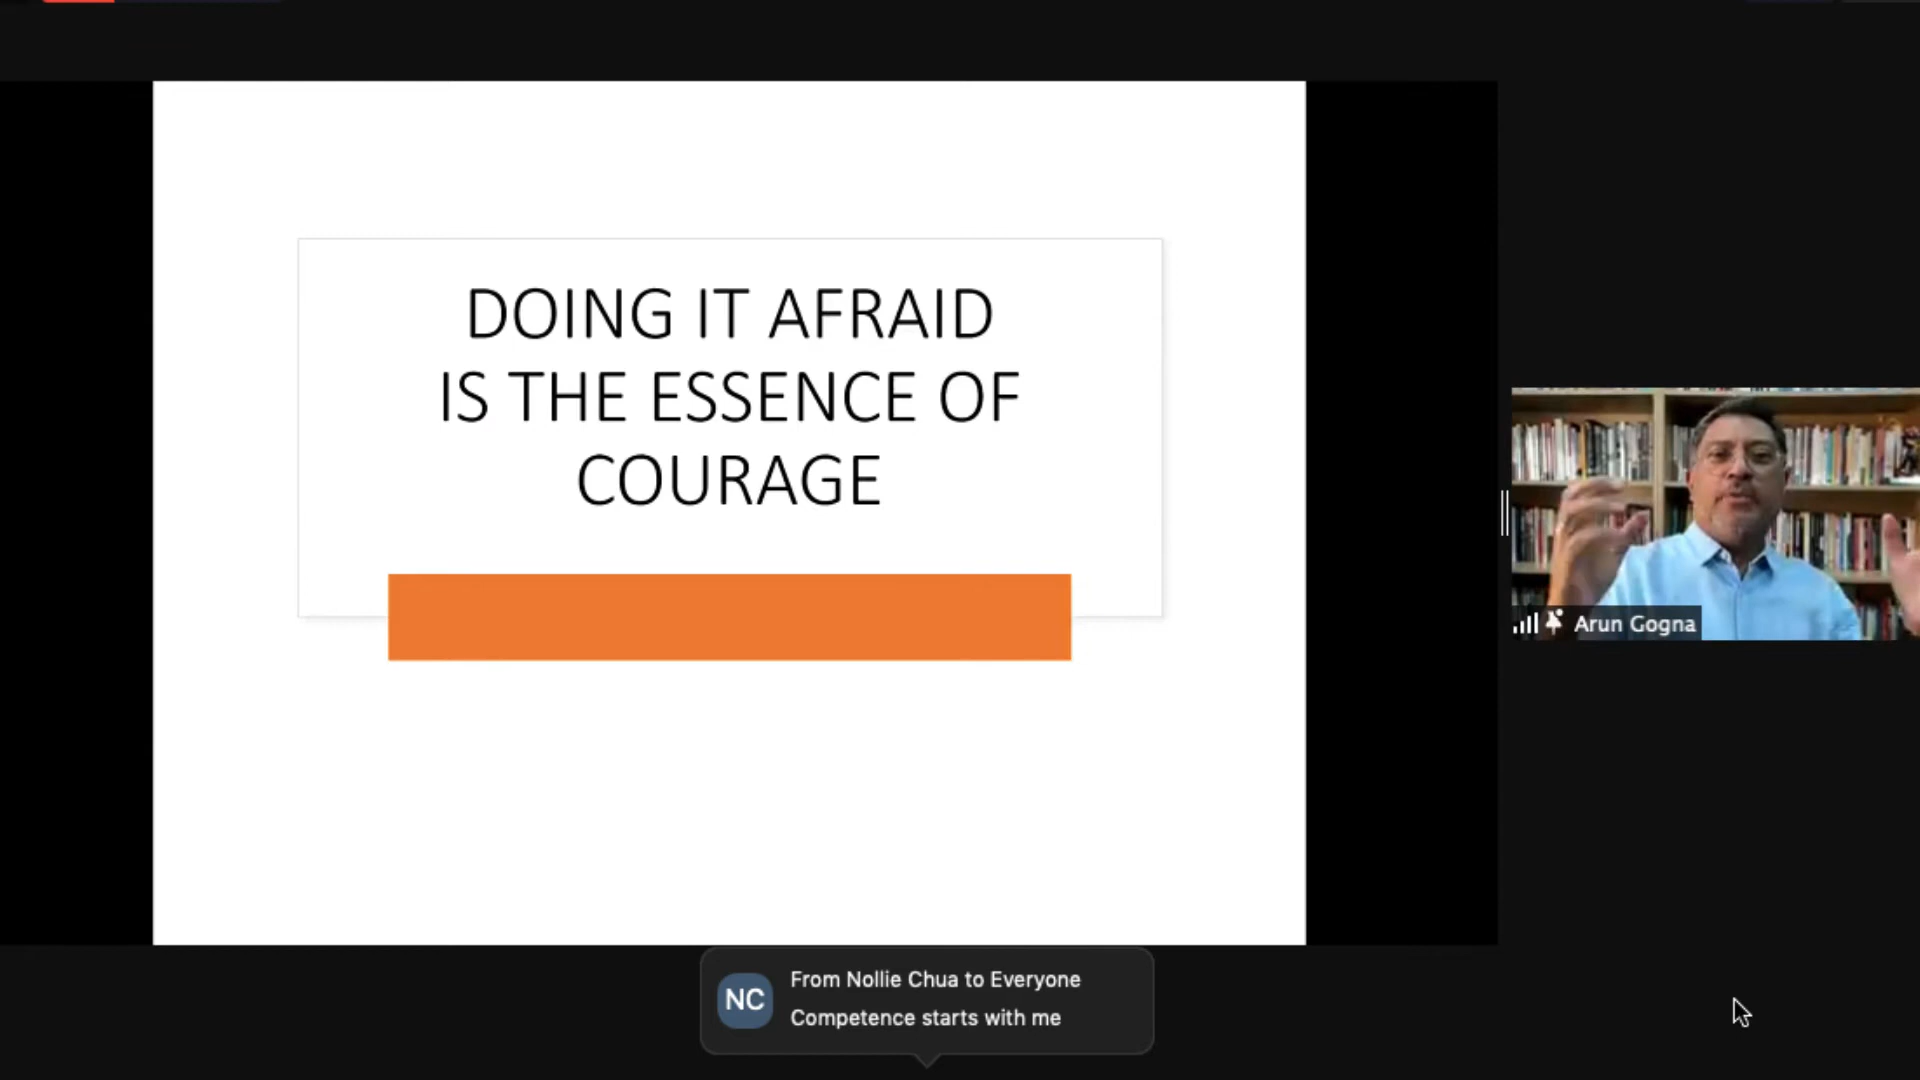 DOING IT AFRAID
IS THE ESSENCE OF
COURAGE
Arun Gogna
NC
From Nollie Chua to Everyone
Competence starts with me